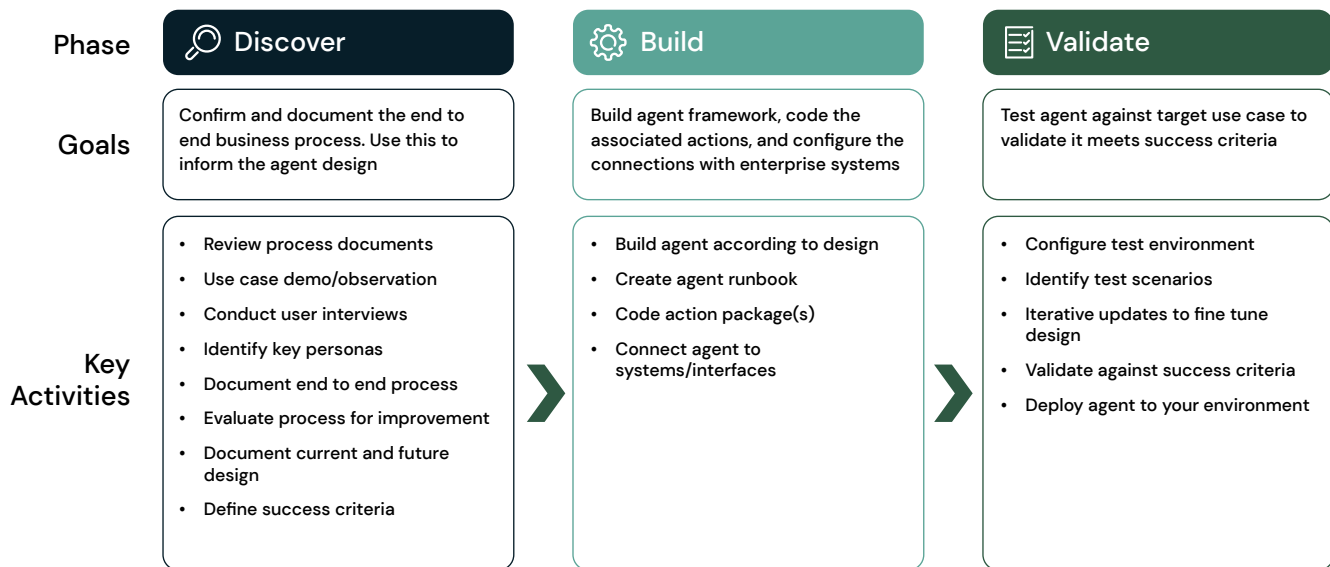 Phase
Discover
Build
Validate
Goals
Confirm and document the end to
end business process. Use this to
inform the agent design
Build agent framework, code the
associated actions, and configure the
connections with enterprise systems
Test agent against target use case to
validate it meets success criteria
Key
Activities
• Review process documents
• Use case demo/observation
• Conduct user interviews
• Identify key personas
• Document end to end process
• Evaluate process for improvement
• Document current and future
design
• Define success criteria
• Build agent according to design
• Create agent runbook
• Code action package(s)
• Connect agent to
systems/interfaces
• Configure test environment
• Identify test scenarios
• Iterative updates to fine tune
design
• Validate against success criteria
• Deploy agent to your environment